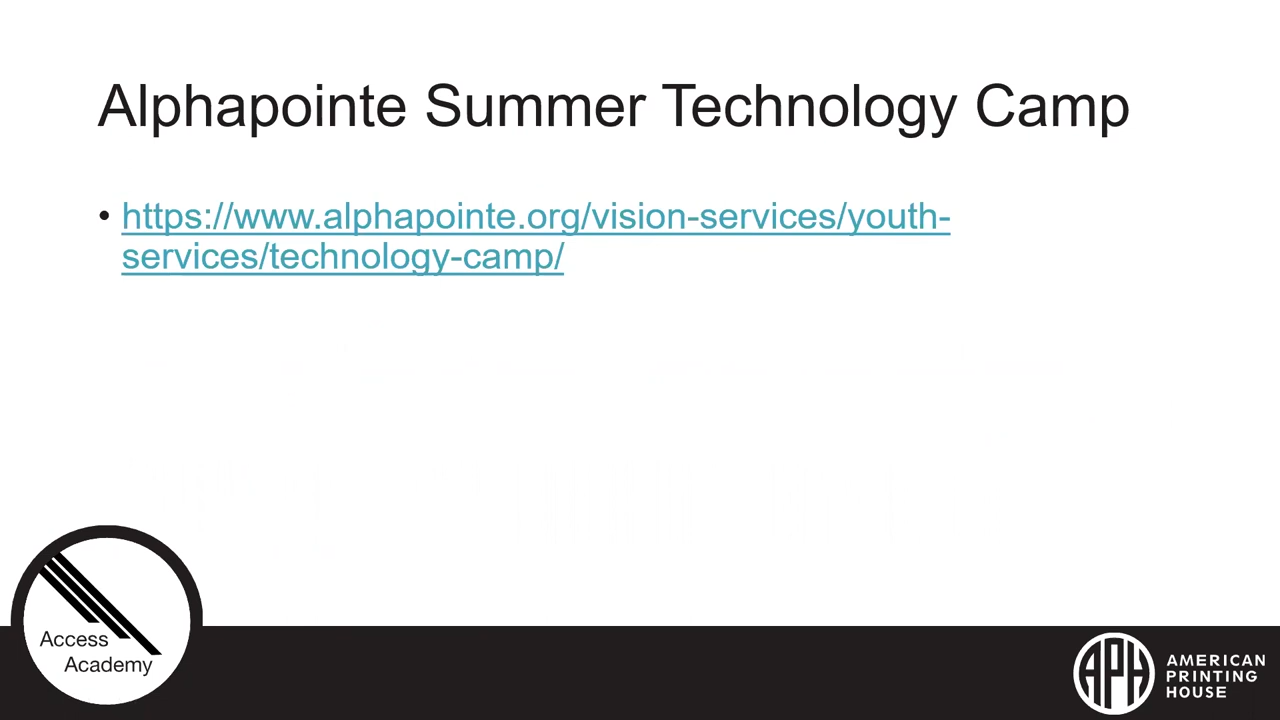 Alphapointe Summer Technology Camp
• https://www.alphapointe.org/vision-services/youth-
services/technology-camp/
Access
Academy
APH
AMERICAN
PRINTING
HOUSE